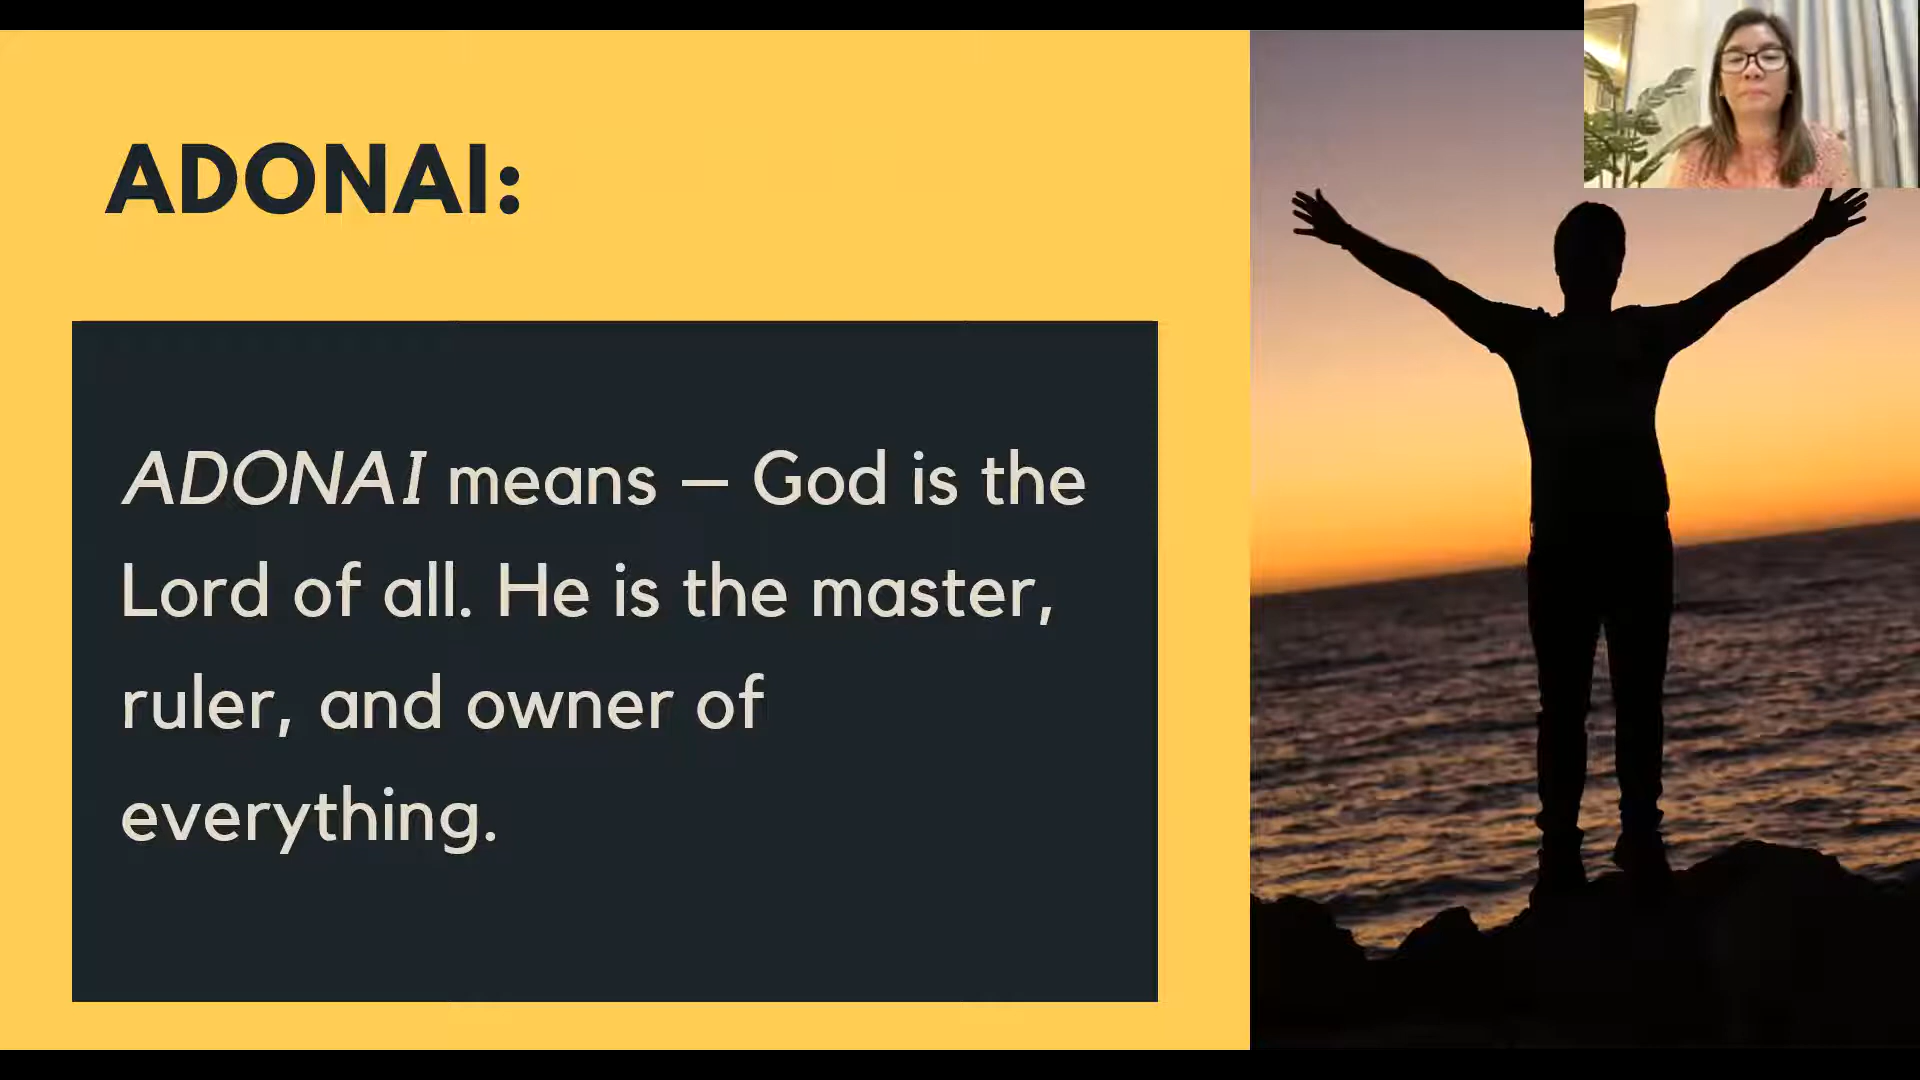 ADONAI:
ADONAI means – God is the
Lord of all. He is the master,
ruler, and owner of
everything.